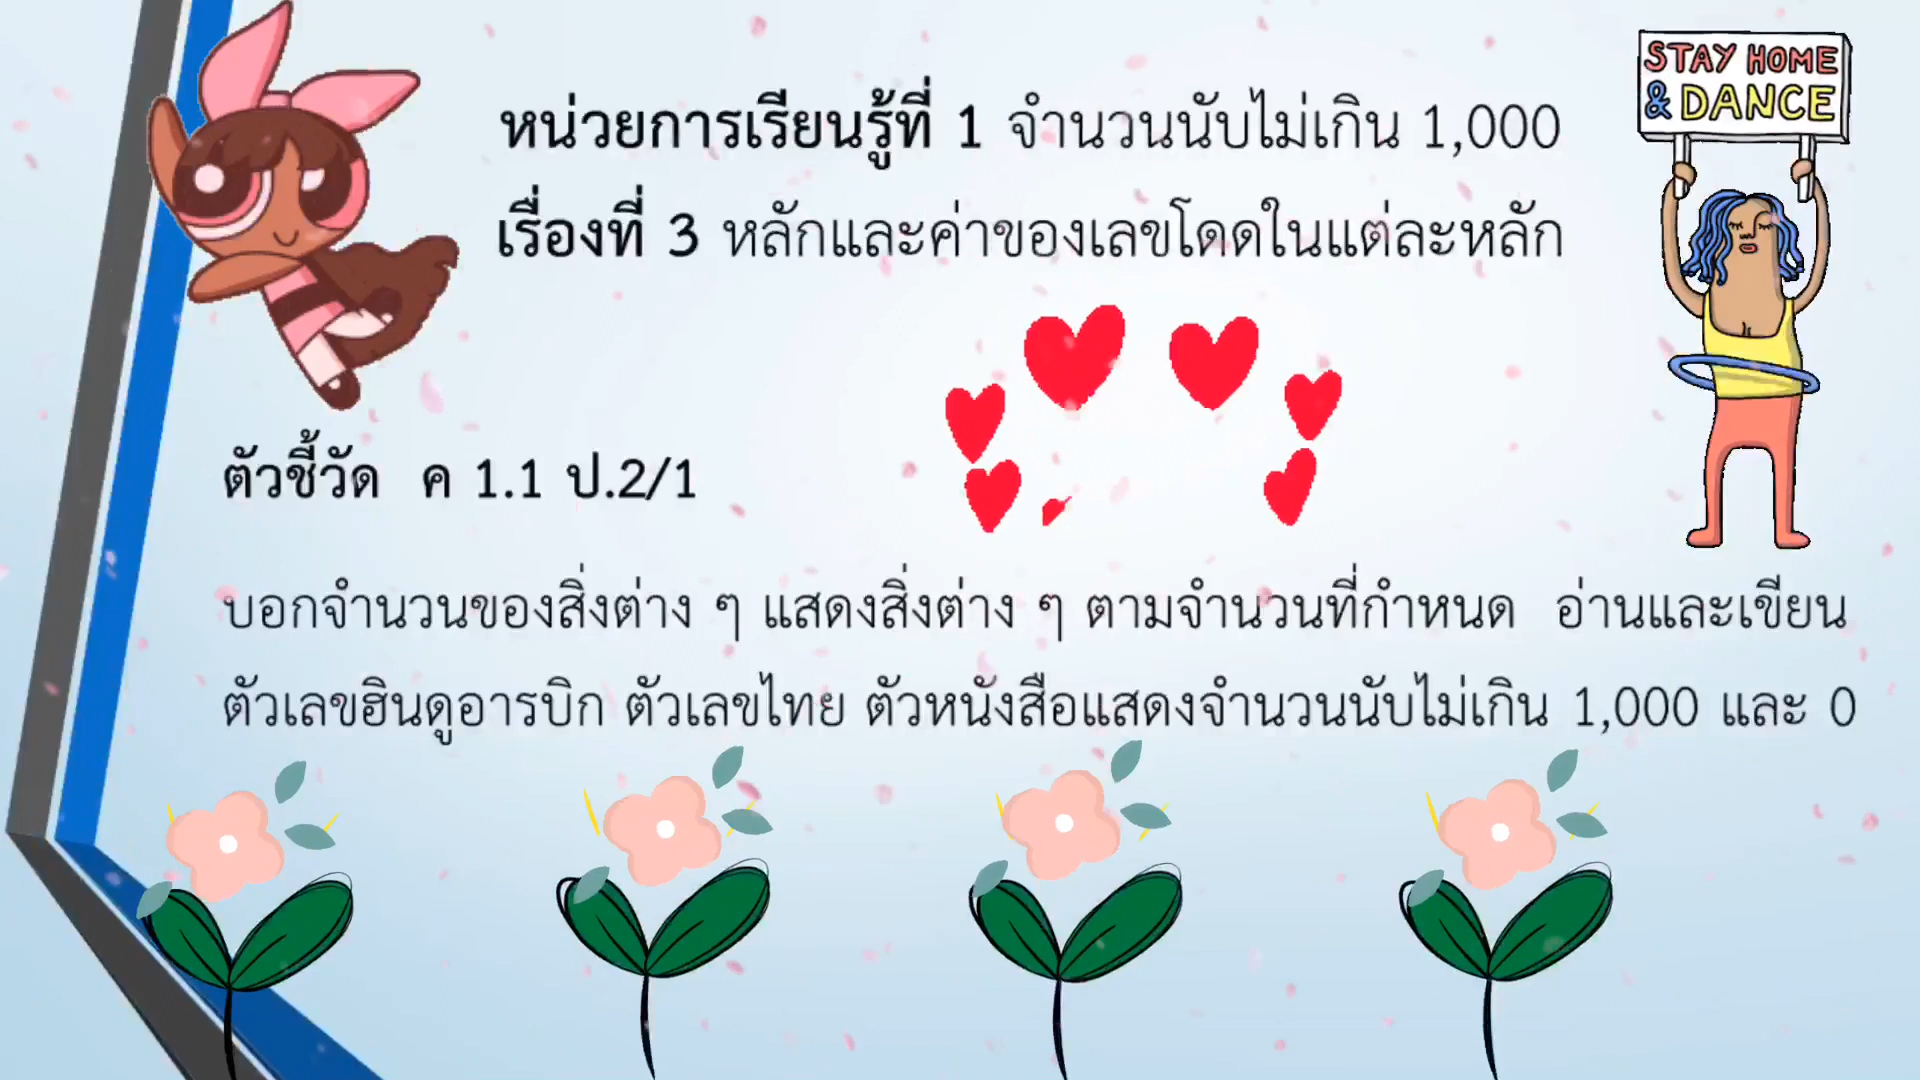 หน่วยการเรียนรู้ที่ 1 จำนวนนับไม่เกิน 1,000
เรื่องที่ 3 หลักและค่าของเลขโดดในแต่ละหลัก
STAY HOME
& DANCE
ตัวชี้วัด ค 1.1 ป.2/1
บอกจำนวนของสิ่งต่าง ๆ แสดงสิ่งต่าง ๆ ตามจำนวนที่กำหนด อ่านและเขียน
ตัวเลขฮินดูอารบิก ตัวเลขไทย ตัวหนังสือแสดงจำนวนนับไม่เกิน 1,000 และ 0